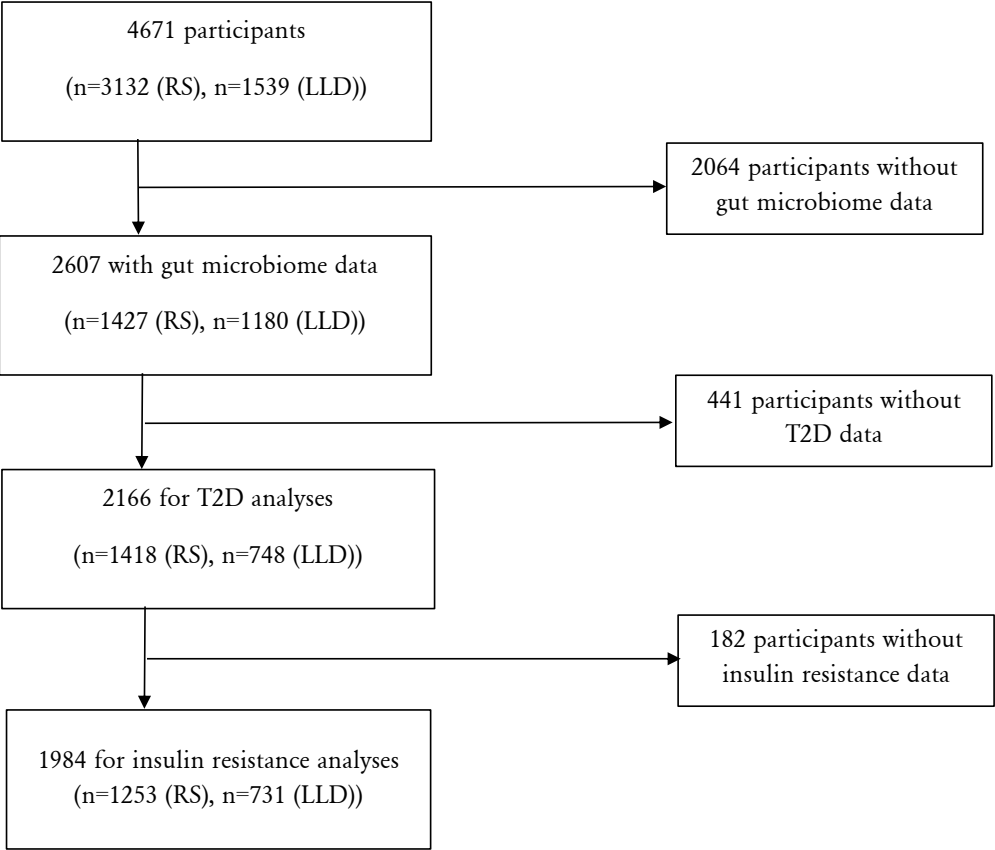 4671 participants
(n=3132 (RS), n=1539 (LLD))
2064 participants without
gut microbiome data
2607 with gut microbiome data
(n=1427 (RS), n=1180 (LLD))
441 participants without
T2D data
2166 for T2D analyses
(n=1418 (RS), n=748 (LLD))
182 participants without
insulin resistance data
1984 for insulin resistance analyses
(n=1253 (RS), n=731 (LLD))